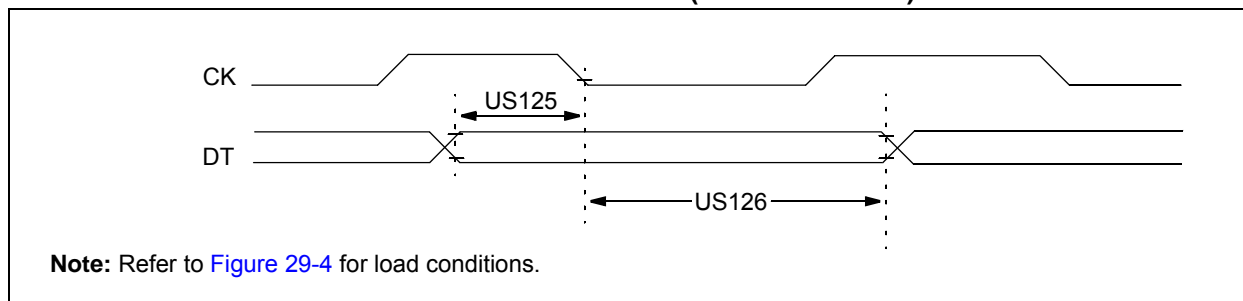 CK
US125
DT
US126
Note: Refer to Figure 29-4 for load conditions.